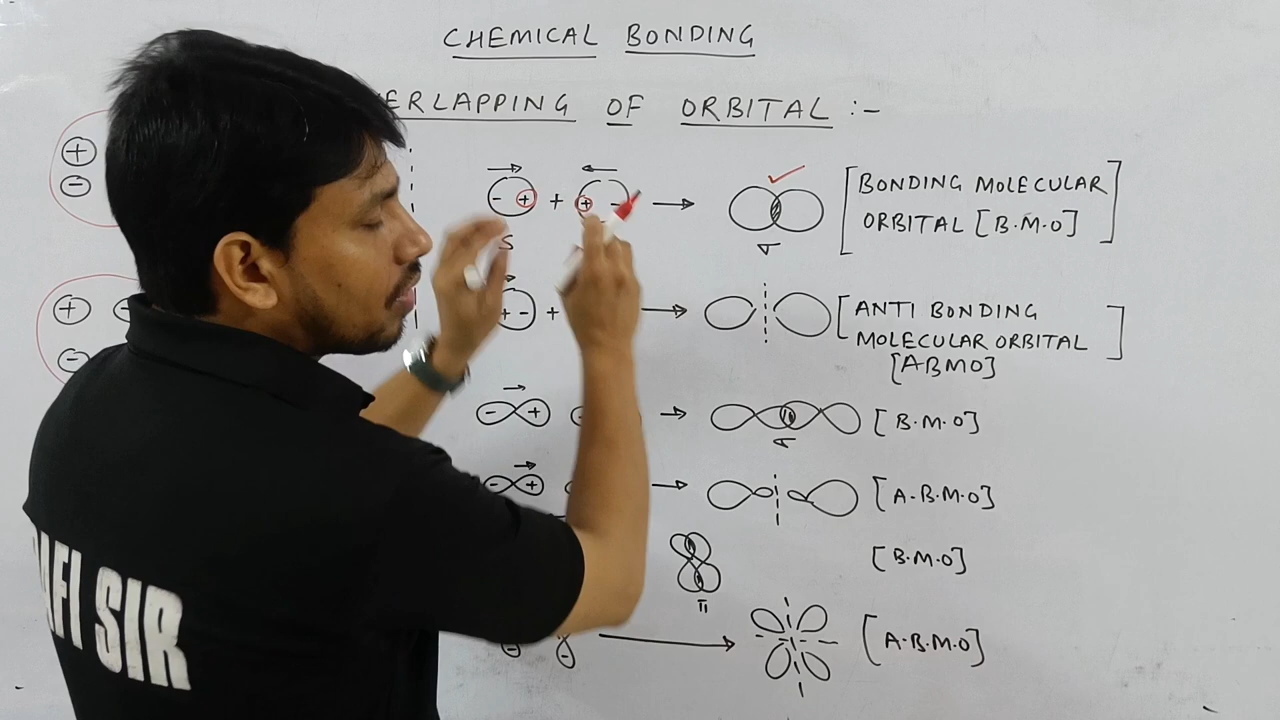 CHEMICAL BONDING
ERLAPPING OF ORBITAL :-
+
-
- + + + - → [BONDING MOLECULAR
ORBITAL [B.M.O]]
S σ
+
+ - + → [ANTI BONDING
MOLECULAR ORBITAL]
[ABMO]
-
- + → [B.M.O]
σ
- + → [A.B.M.O]
[B.M.O]
π
- → [A.B.M.O]
AFI SIR